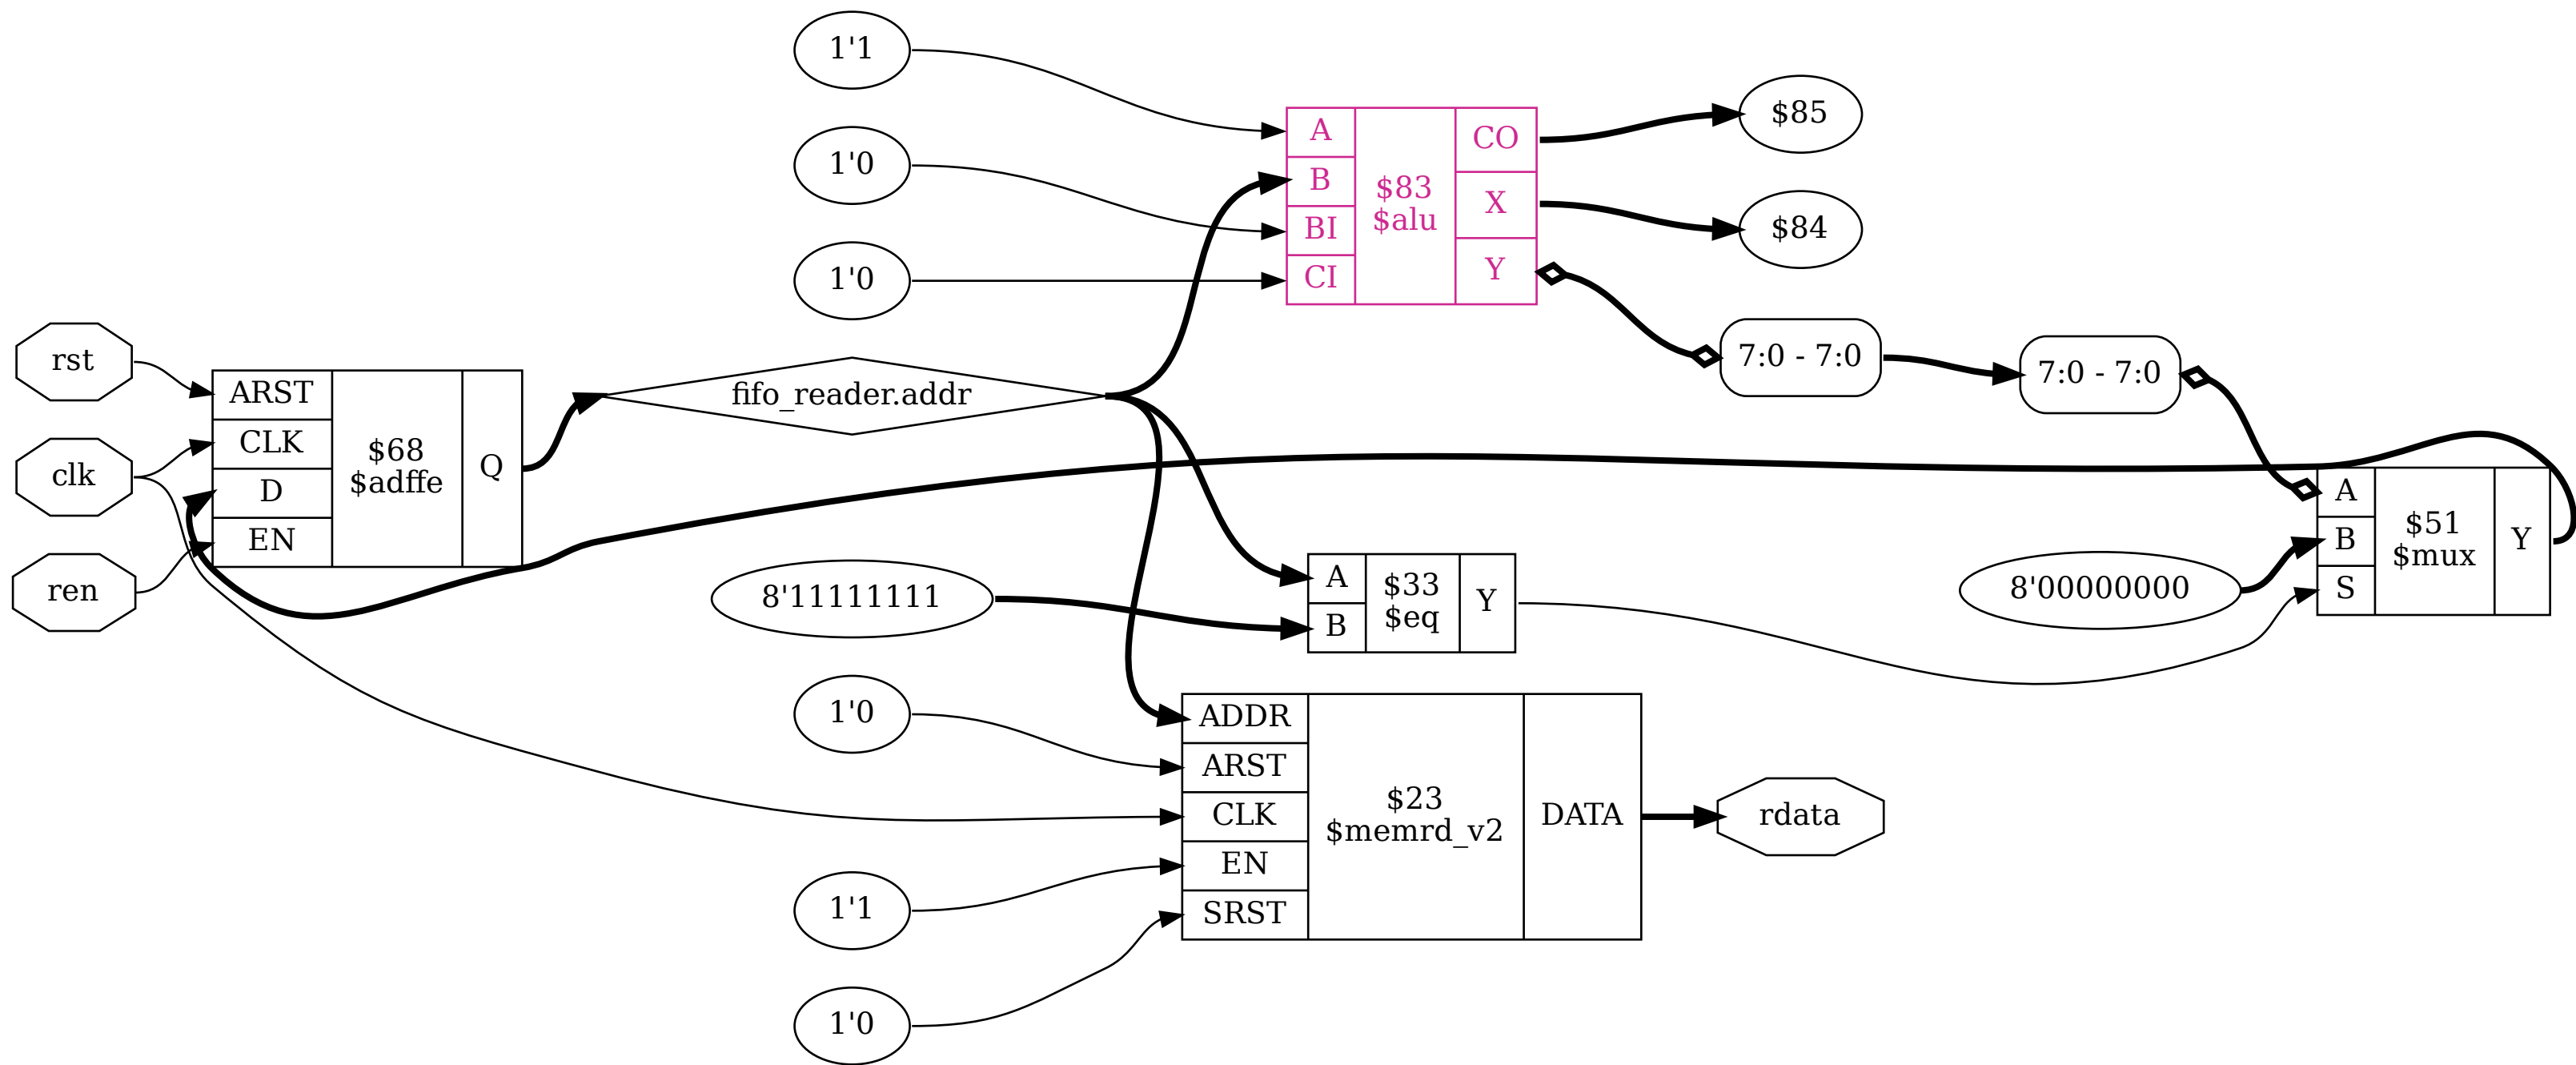 1'1
1'0
1'0
A
B
BI
CI
$83
$alu
CO
X
Y
$85
$84
7:0 - 7:0
7:0 - 7:0
rst
clk
ren
ARST
CLK
D
EN
$68
$adffe
Q
fifo_reader.addr
8'11111111
A
B
$33
$eq
Y
8'00000000
A
B
S
$51
$mux
Y
1'0
1'1
1'0
ADDR
ARST
CLK
EN
SRST
$23
$memrd_v2
DATA
rdata